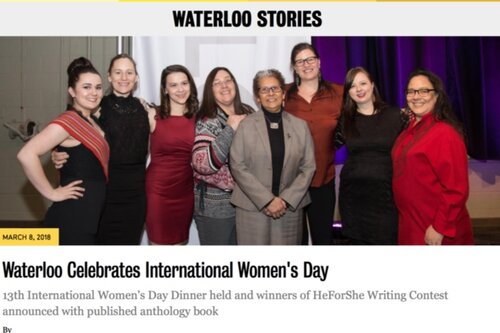 WATERLOO STORIES
MARCH 8, 2018
Waterloo Celebrates International Women's Day
13th International Women's Day Dinner held and winners of HeForShe Writing Contest
announced with published anthology book
By